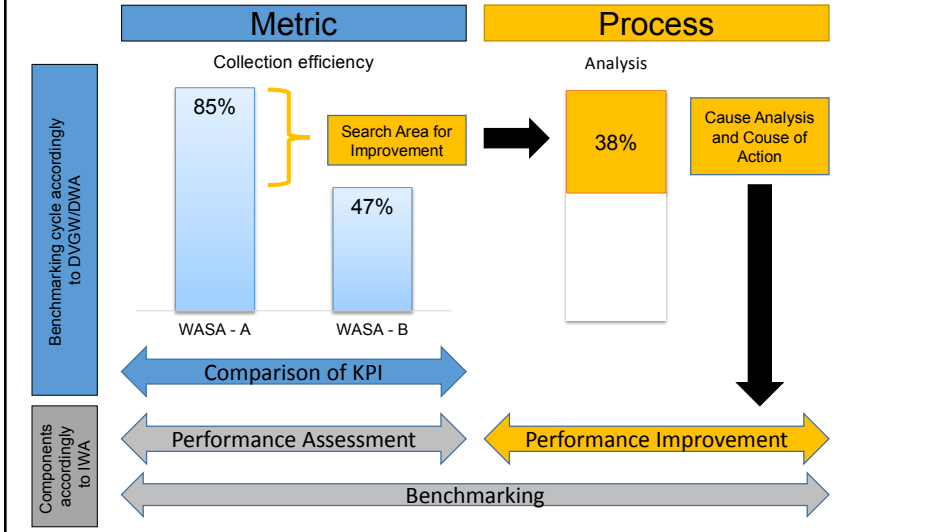 Metric
Process
Collection efficiency
Analysis
85%
47%
Search Area for
Improvement
38%
Cause Analysis
and Couse of
Action
WASA - A
WASA - B
Benchmarking cycle accordingly
to DVGW/DWA
Comparison of KPI
Components
accordingly
to IWA
Performance Assessment
Performance Improvement
Benchmarking